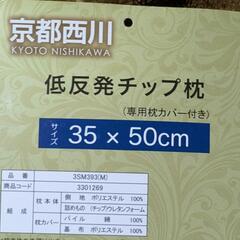 京都西川
KYOTO NISHIKAWA
低反発チップ枕
(専用枕カバー付き)
サイズ 35 × 50cm
品名 3SM393(M)
商品コード 3301269
組成 枕本体 側地 ポリエステル 100%
詰めもの (チップウレタンフォーム
枕カバー パイル 綿 100%
基布 ポリエステル 100%